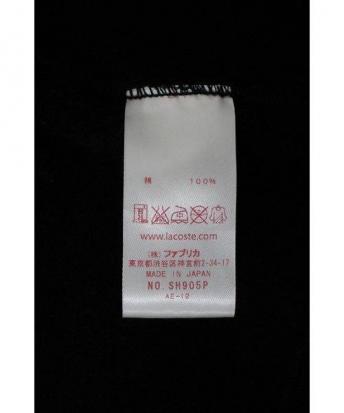 綿 100%
www.lacoste.com
(株) ファブリカ
東京都渋谷区神宮前2-34-17
MADE IN JAPAN
NO. SH905P
AE-12